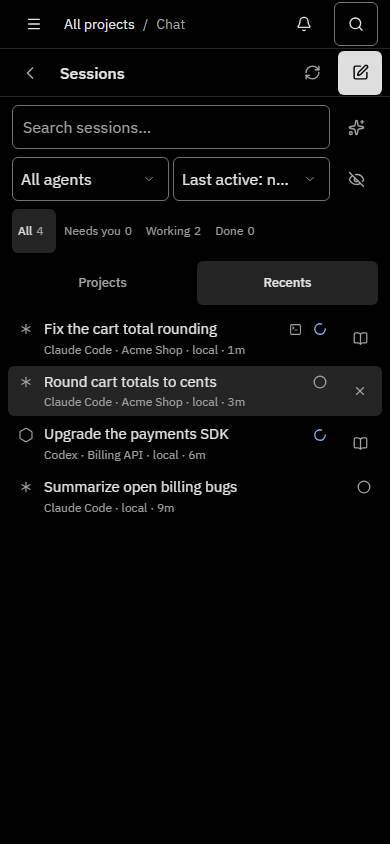 All projects / Chat
Sessions
Search sessions...
All agents
Last active: n...
All 4
Needs you 0
Working 2
Done 0
Projects
Recents
Fix the cart total rounding
Claude Code · Acme Shop · local · 1m
Round cart totals to cents
Claude Code · Acme Shop · local · 3m
Upgrade the payments SDK
Codex · Billing API · local · 6m
Summarize open billing bugs
Claude Code · local · 9m